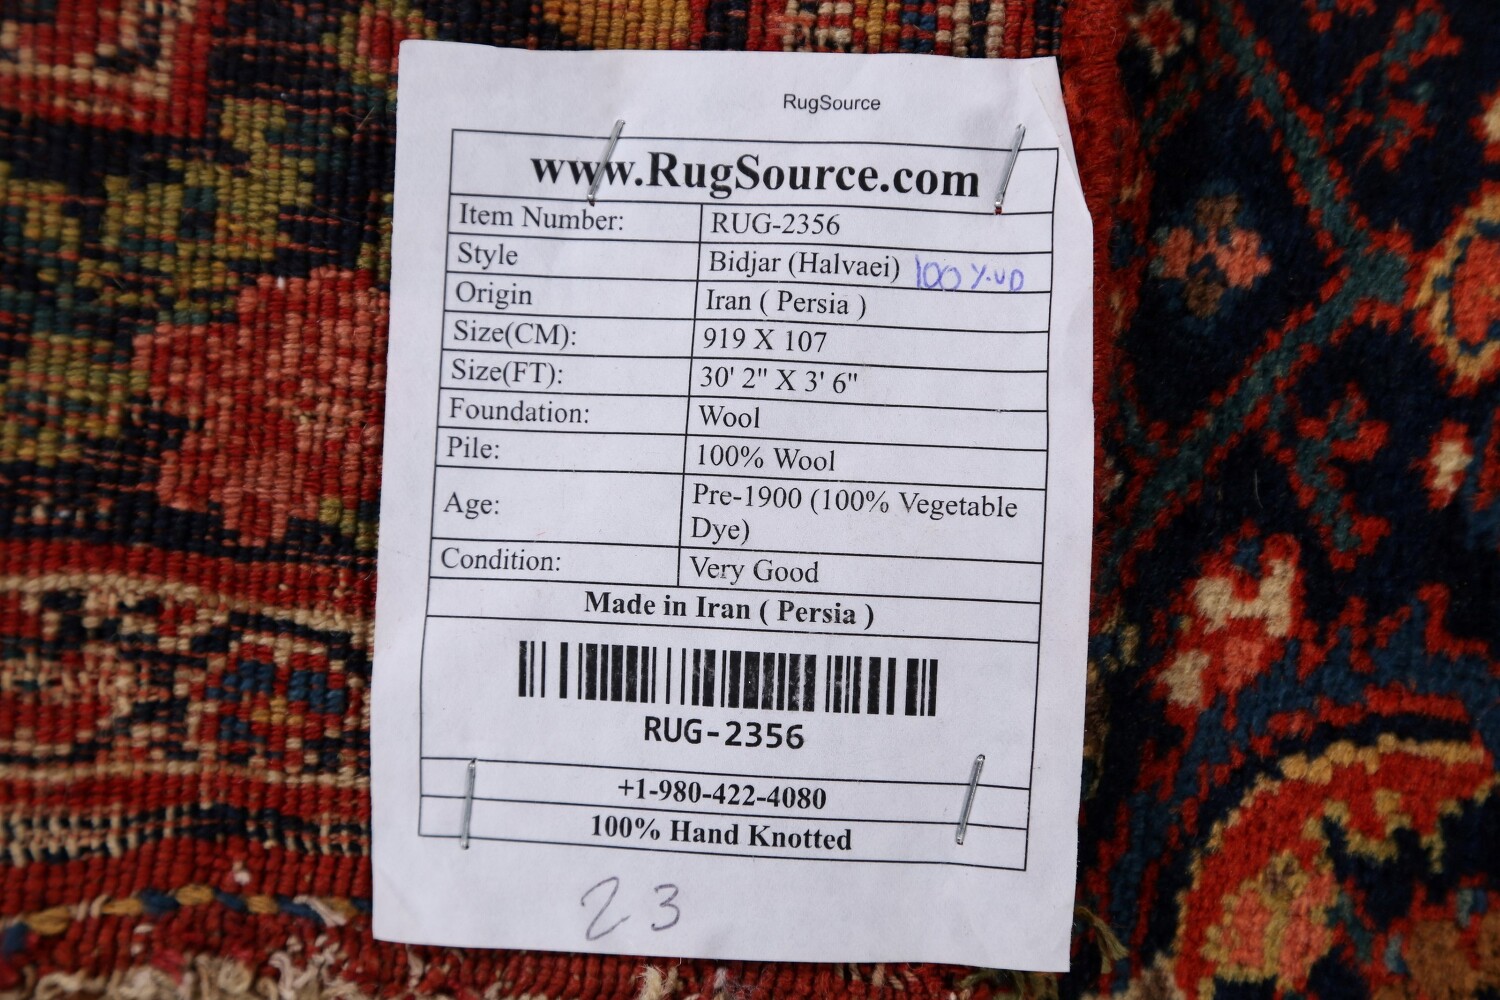 RugSource
www.RugSource.com
Item Number: RUG-2356
Style Bidjar (Halvaei) 100%VD
Origin Iran ( Persia )
Size(CM): 919 X 107
Size(FT): 30' 2" X 3' 6"
Foundation: Wool
Pile: 100% Wool
Age: Pre-1900 (100% Vegetable
Dye)
Condition: Very Good
Made in Iran ( Persia )
RUG-2356
+1-980-422-4080
100% Hand Knotted
23